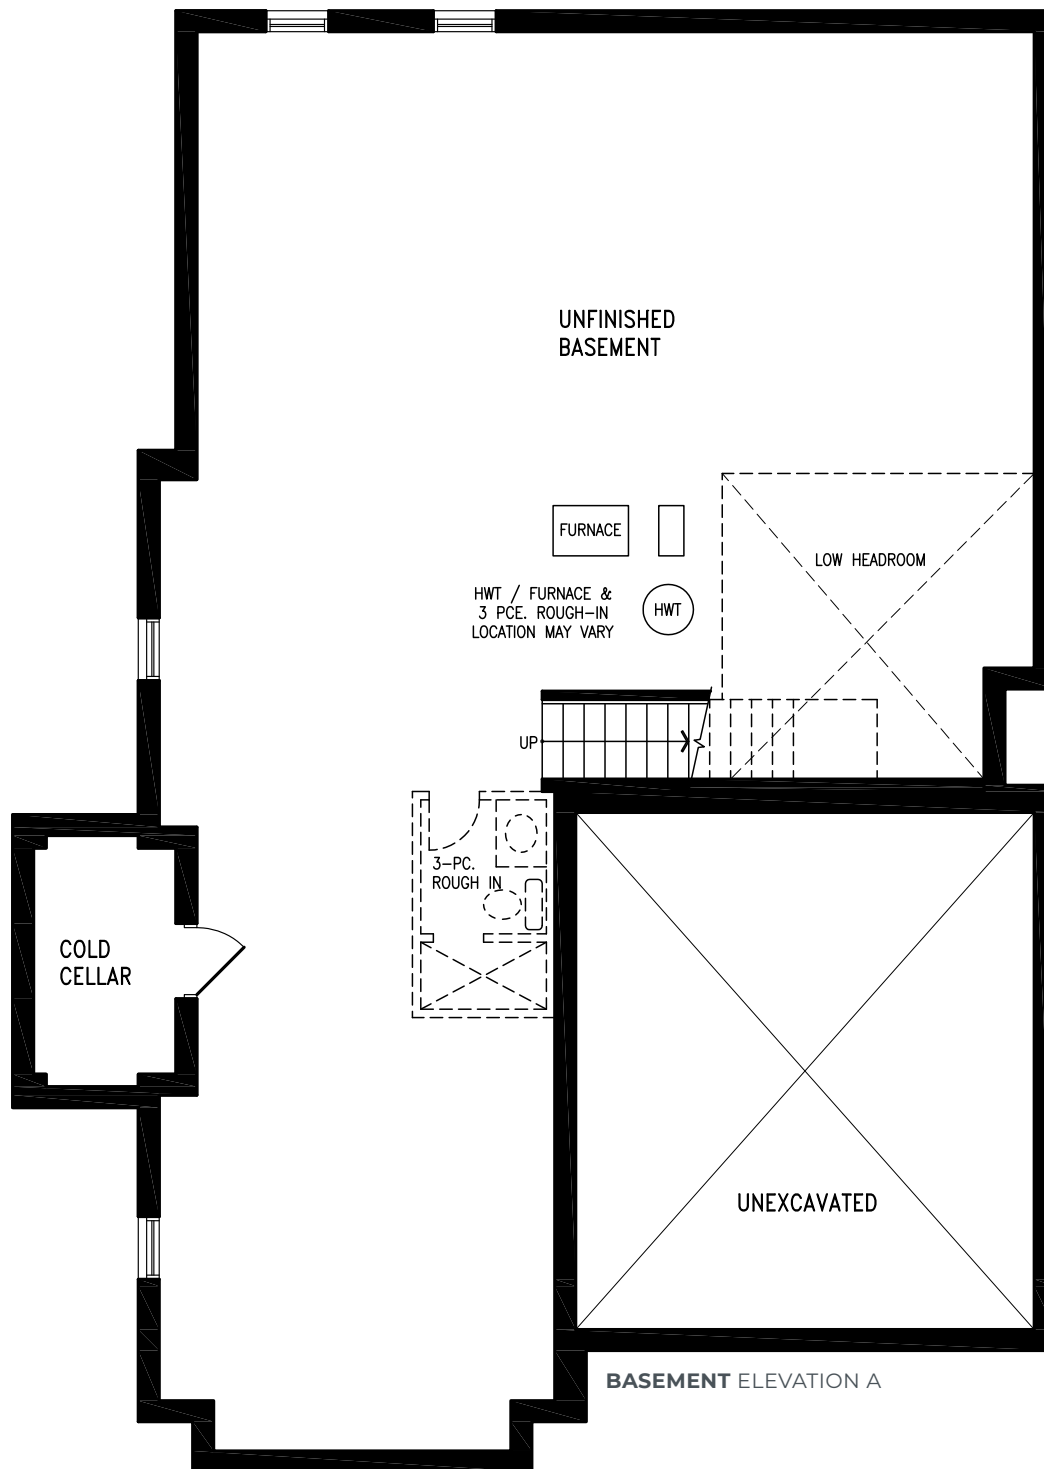 UNFINISHED
BASEMENT
FURNACE
LOW HEADROOM
HWT / FURNACE &
3 PCE. ROUGH-IN
LOCATION MAY VARY
HWT
UP
3-PC.
ROUGH IN
COLD
CELLAR
UNEXCAVATED
BASEMENT ELEVATION A